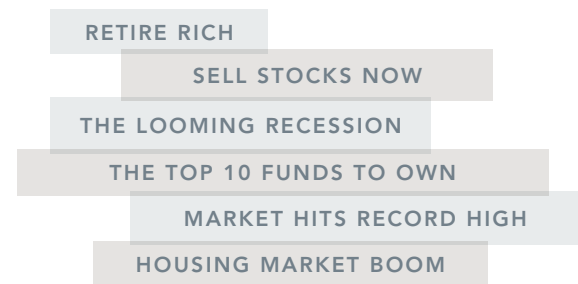 RETIRE RICH
SELL STOCKS NOW
THE LOOMING RECESSION
THE TOP 10 FUNDS TO OWN
MARKET HITS RECORD HIGH
HOUSING MARKET BOOM